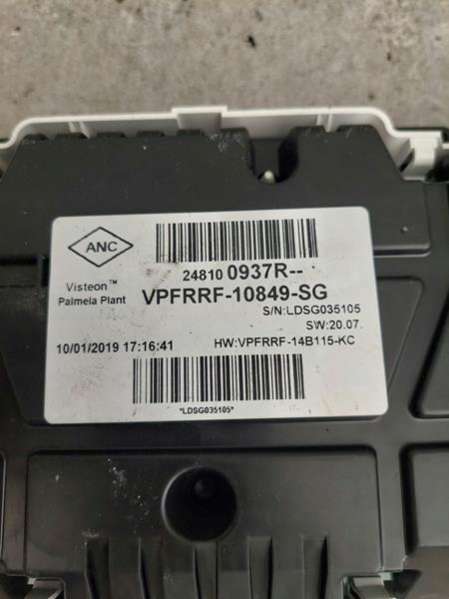 ANC
248100937R--
Visteon™
Palmela Plant
VPFRRF-10849-SG
S/N:LDSG035105
SW:20.07.
10/01/2019 17:16:41
HW:VPFRRF-14B115-KC
*LDSG035105*